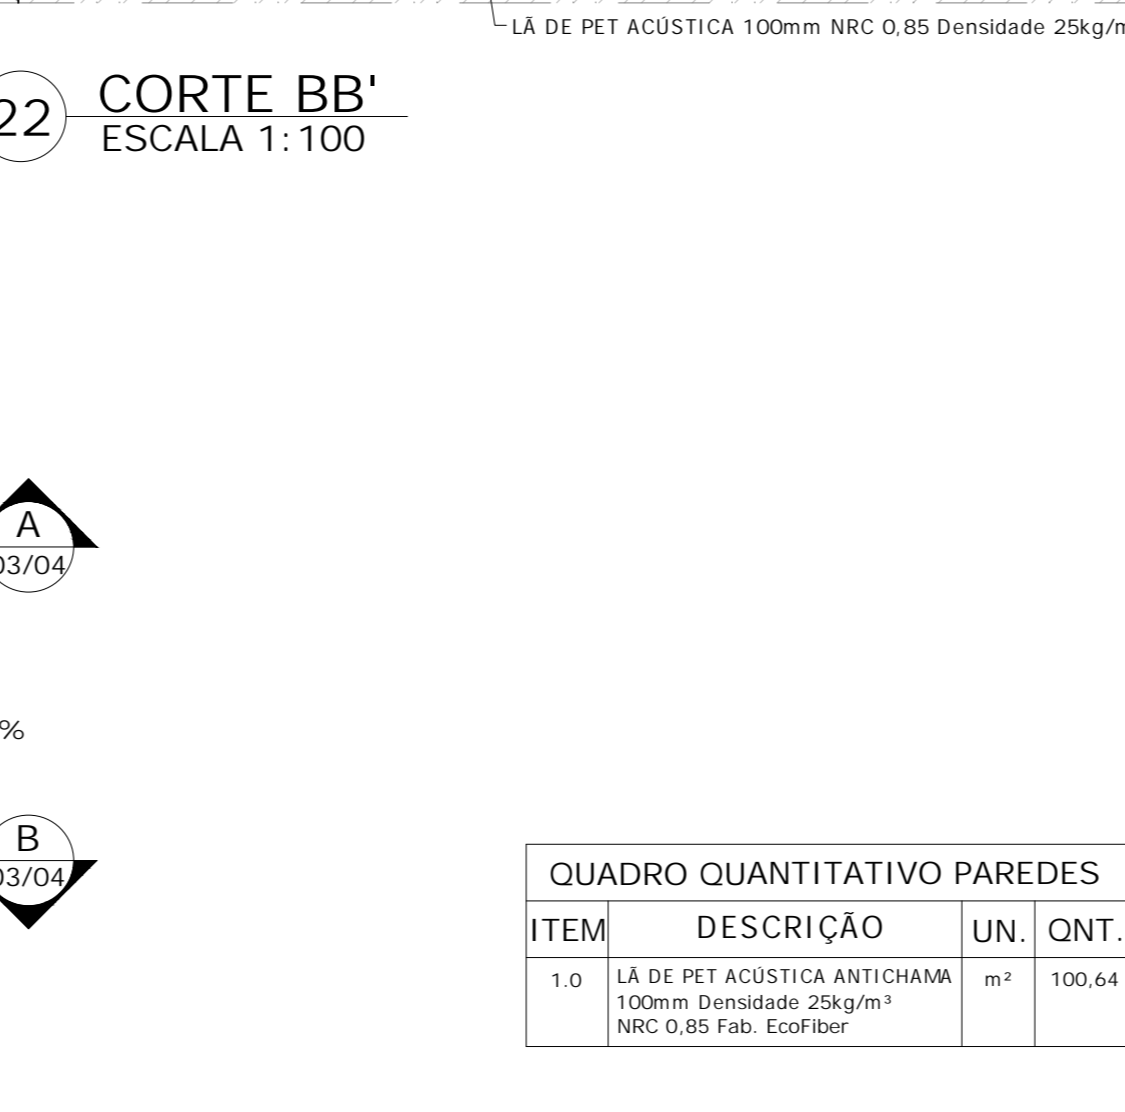 LÃ DE PET ACÚSTICA 100mm NRC 0,85 Densidade
22
CORTE BB'
ESCALA 1:100
A
03/04
%
B
03/04
QUADRO QUANTITATIVO PAREDES
ITEM DESCRIÇÃO UN. QNT.
1.0 LÃ DE PET ACÚSTICA ANTICHAMA m² 100,64
100mm Densidade 25kg/m³
NRC 0,85 Fab. EcoFiber